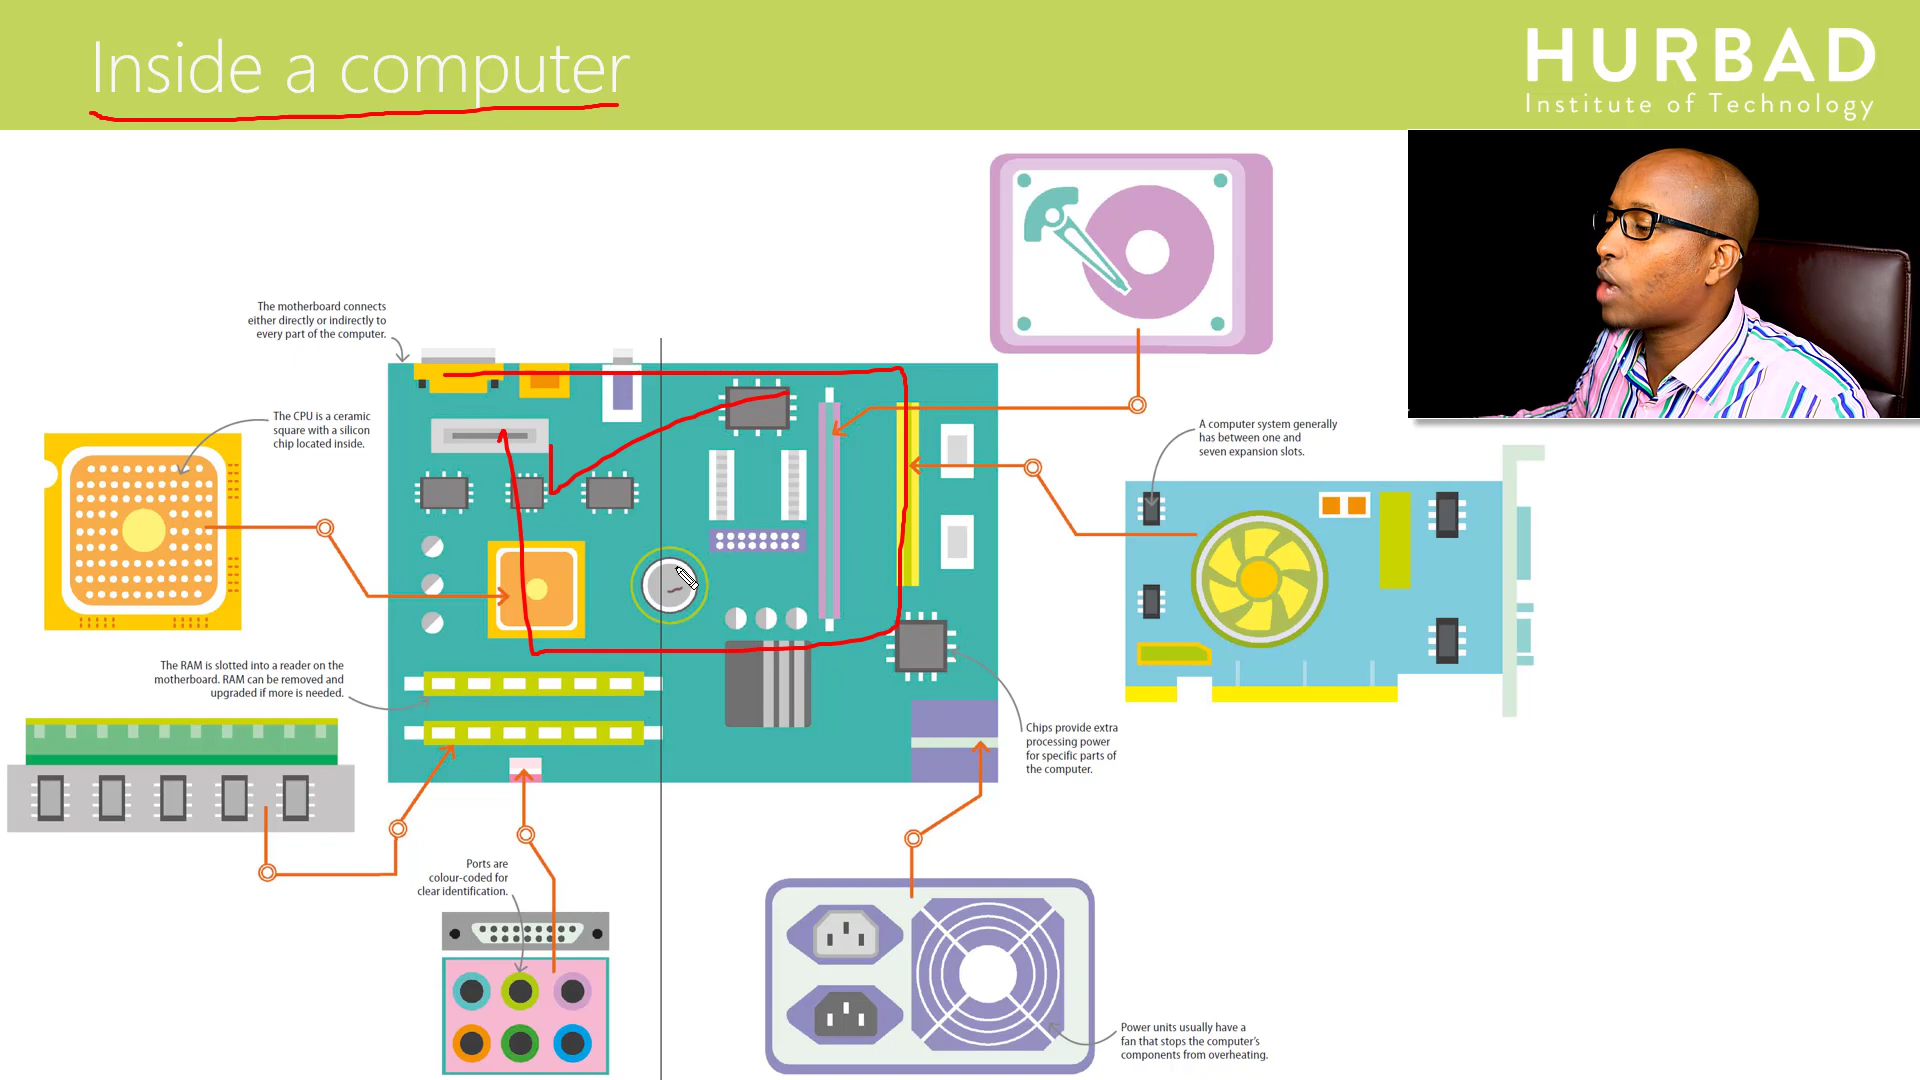 Inside a computer
HURBAD
Institute of Technology
The motherboard connects
either directly or indirectly to
every part of the computer.
The CPU is a ceramic
square with a silicon
chip located inside.
A computer system generally
has between one and
seven expansion slots.
The RAM is slotted into a reader on the
motherboard. RAM can be removed and
upgraded if more is needed.
Chips provide extra
processing power
for specific parts of
the computer.
Ports are
colour-coded for
clear identification.
Power units usually have a
fan that stops the computer's
components from overheating.